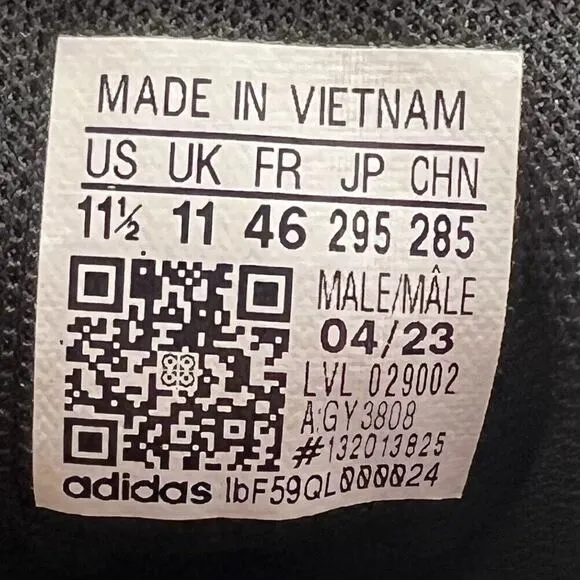 MADE IN VIETNAM
US UK FR JP CHN
11½ 11 46 295 285
MALE/MÂLE
04/23
LVL 029002
A:GY3808
#132013825
adidas IbF59QL000024